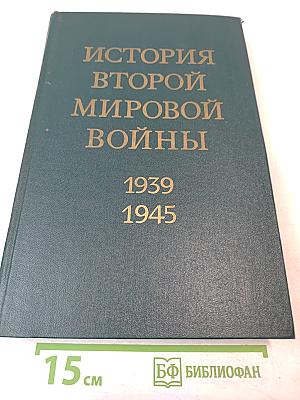 ИСТОРИЯ
ВТОРОЙ
МИРОВОЙ
ВОЙНЫ
1939
1945
15 см
БФ БИБЛИОФАН